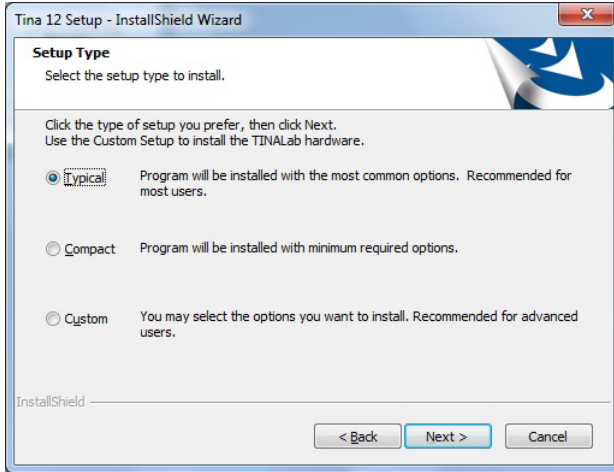 Tina 12 Setup - InstallShield Wizard
Setup Type
Select the setup type to install.
Click the type of setup you prefer, then click Next.
Use the Custom Setup to install the TINALab hardware.
Typical
Program will be installed with the most common options. Recommended for
most users.
Compact
Program will be installed with minimum required options.
Custom
You may select the options you want to install. Recommended for advanced
users.
InstallShield
< Back
Next >
Cancel